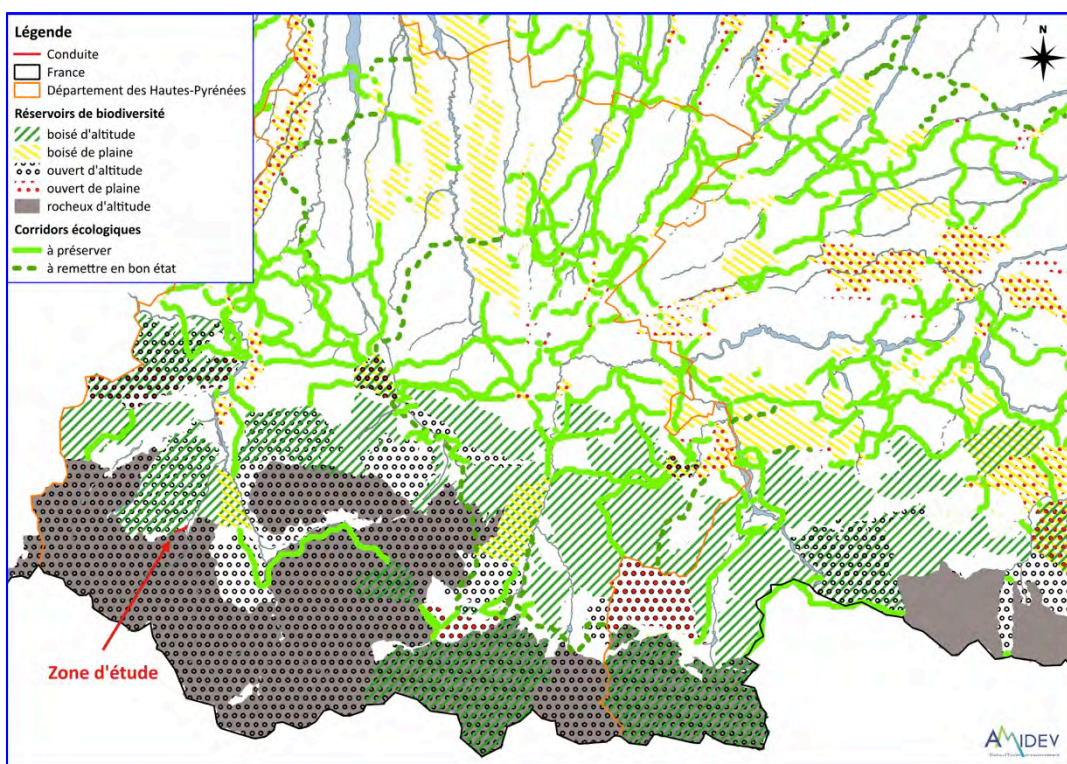 Légende
Conduite
France
Département des Hautes-Pyrénées
Réservoirs de biodiversité
boisé d'altitude
boisé de plaine
ouvert d'altitude
ouvert de plaine
rocheux d'altitude
Corridors écologiques
à préserver
à remettre en bon état
N
Zone d'étude
AMIDEV